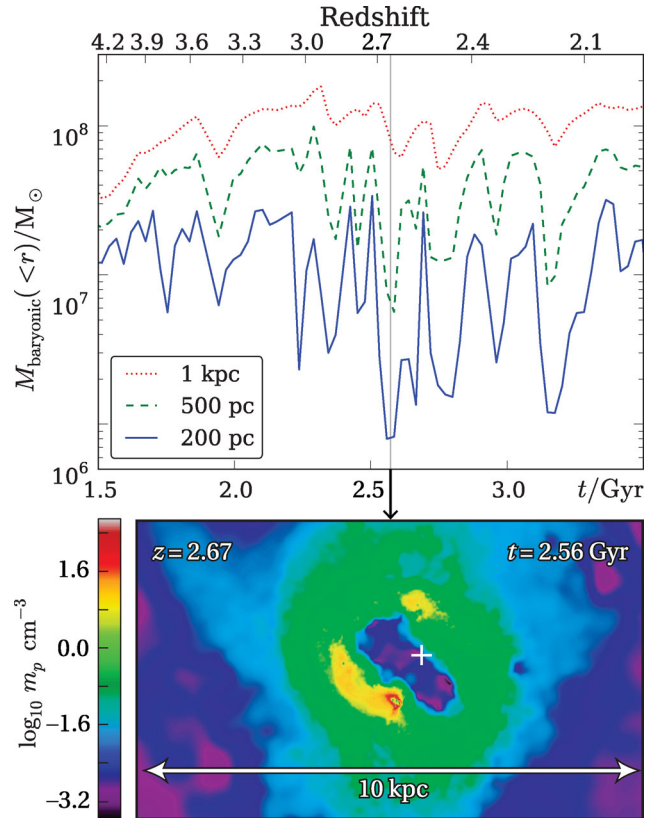 Redshift
4.2 3.9 3.6 3.3 3.0 2.7 2.4 2.1
M_baryonic(<r)/M_⊙
10^8
10^7
10^6
1 kpc
500 pc
200 pc
1.5 2.0 2.5 3.0 t/Gyr
log_10 m_p cm^−3
1.6
0.0
−1.6
−3.2
z = 2.67
t = 2.56 Gyr
10 kpc